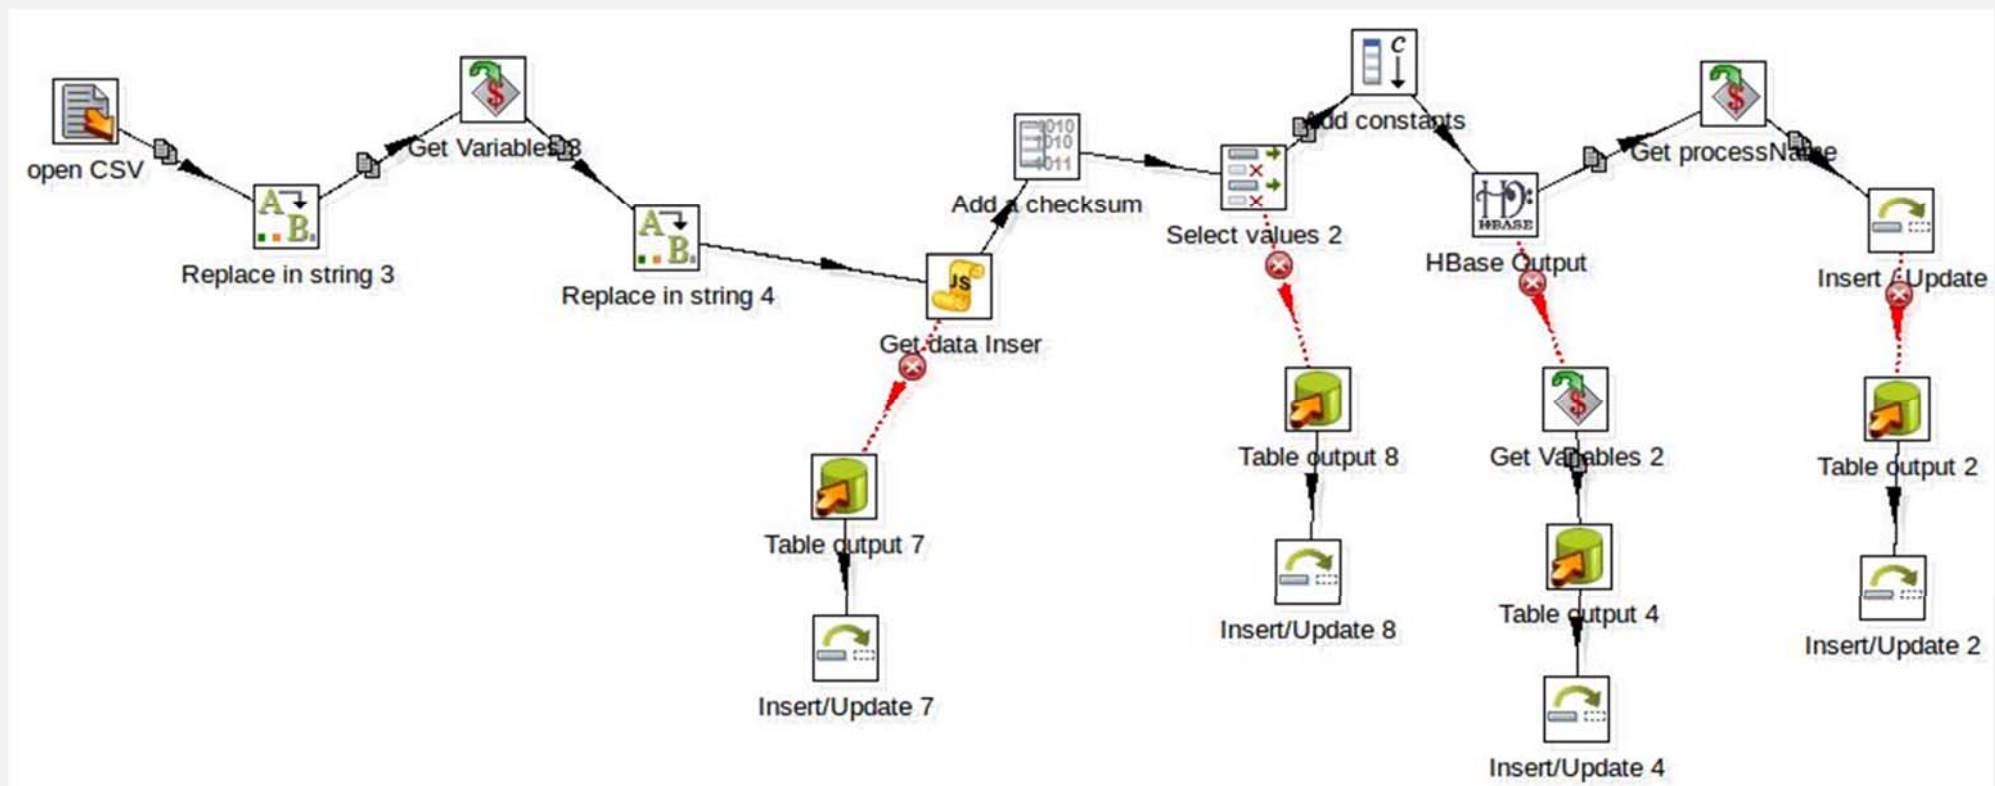 open CSV
Replace in string 3
Get Variables 3
Replace in string 4
JS
Get data Inser
1010
1010
1011
Add a checksum
Select values 2
C
Add constants
HBASE
HBase Output
Get processName
Insert / Update
Table output 7
Insert/Update 7
Table output 8
Insert/Update 8
Get Variables 2
Table output 4
Insert/Update 4
Table output 2
Insert/Update 2
A
B
A
B
$
$
$